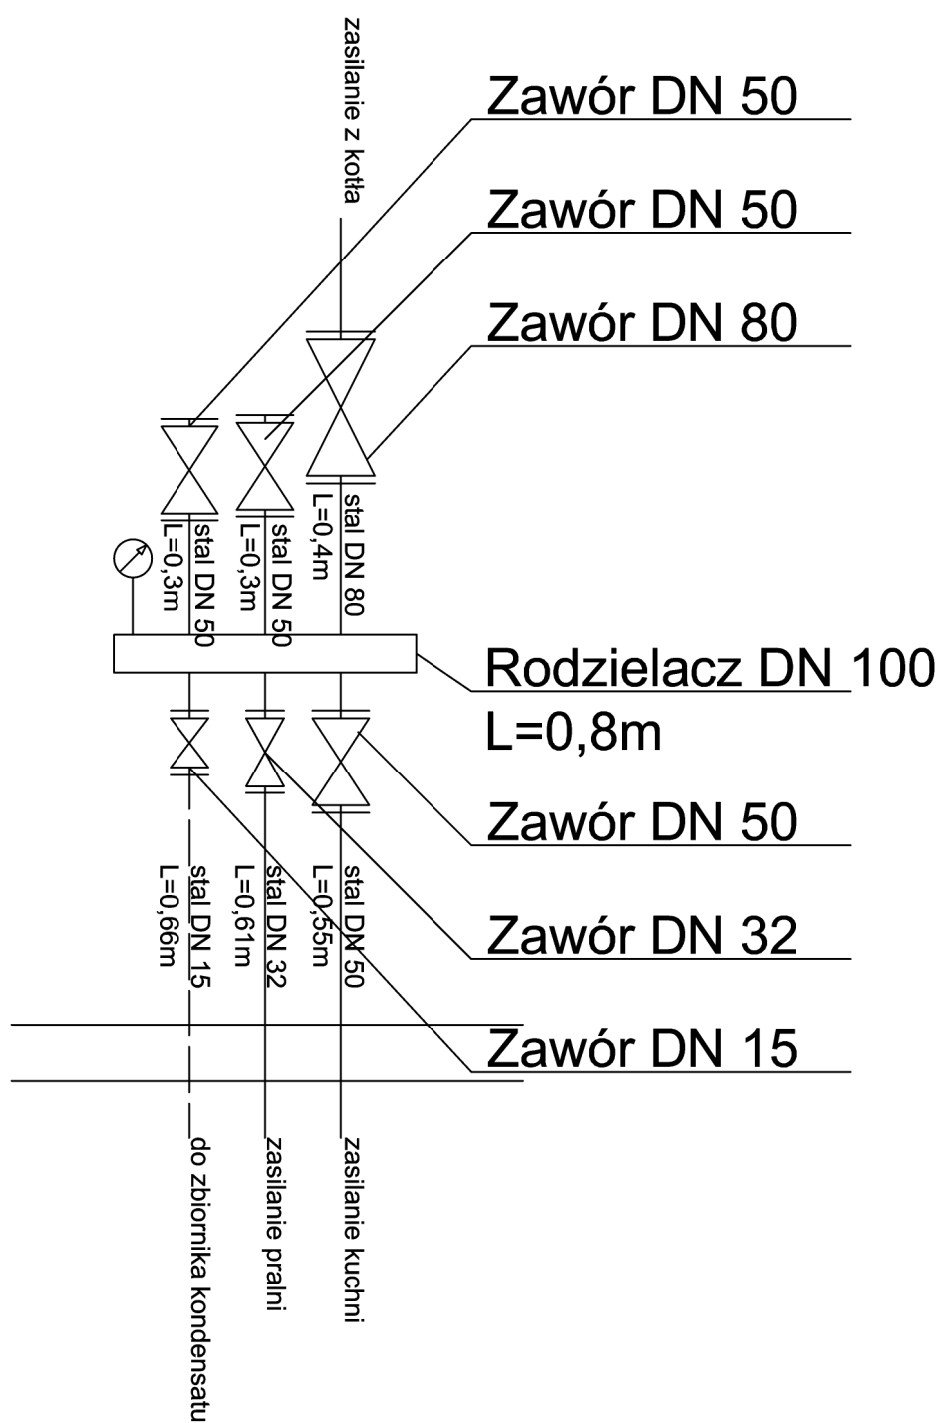 zasilanie z kotła
Zawór DN 50
Zawór DN 50
Zawór DN 80
stal DN 50
L=0,3m
stal DN 50
L=0,3m
stal DN 80
L=0,4m
Rodzielacz DN 100
L=0,8m
Zawór DN 50
Zawór DN 32
Zawór DN 15
stal DN 15
L=0,66m
stal DN 32
L=0,61m
stal DN 50
L=0,55m
do zbiornika kondensatu
zasilanie pralni
zasilanie kuchni